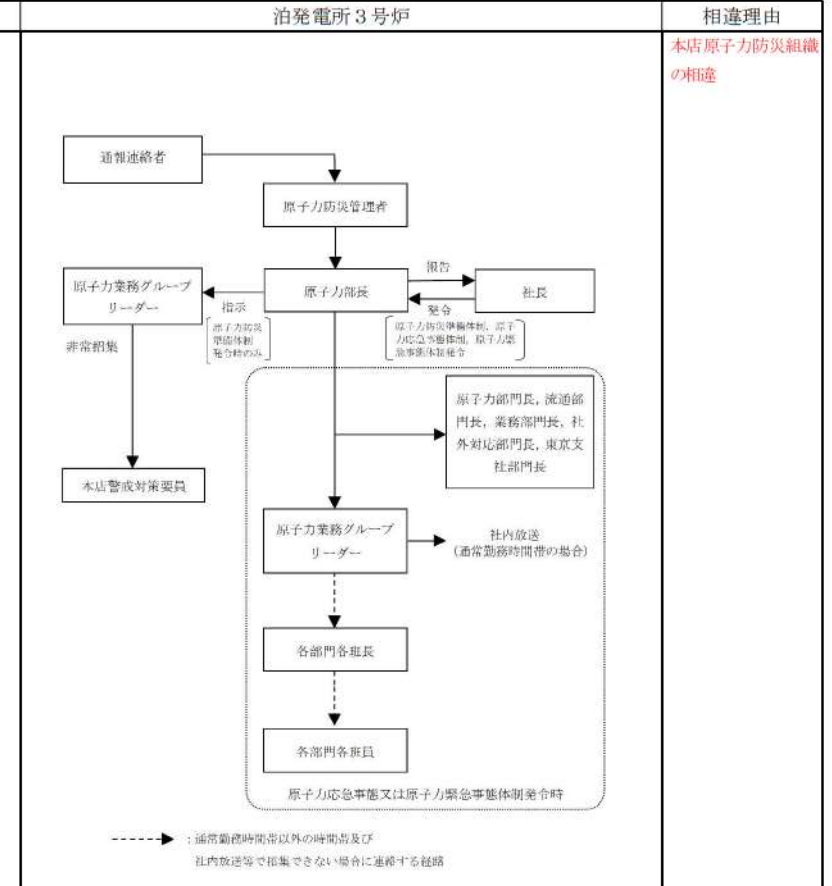 泊発電所3号炉
相違理由
本店原子力防災組織
の相違
通報連絡者
原子力防災管理者
原子力業務グループ
リーダー
原子力部長
報告
社長
指示
発令
原子力防災
準備体制
発令時のみ
原子力防災準備体制,原子
力応急事態体制,原子力緊
急事態体制発令
非常招集
本店警戒対策要員
原子力部門長,流通部
門長,業務部門長,社
外対応部門長,東京支
社部門長
原子力業務グループ
リーダー
社内放送
(通常勤務時間帯の場合)
各部門各班長
各部門各班員
原子力応急事態又は原子力緊急事態体制発令時
:通常勤務時間帯以外の時間帯及び
社内放送等で招集できない場合に連絡する経路